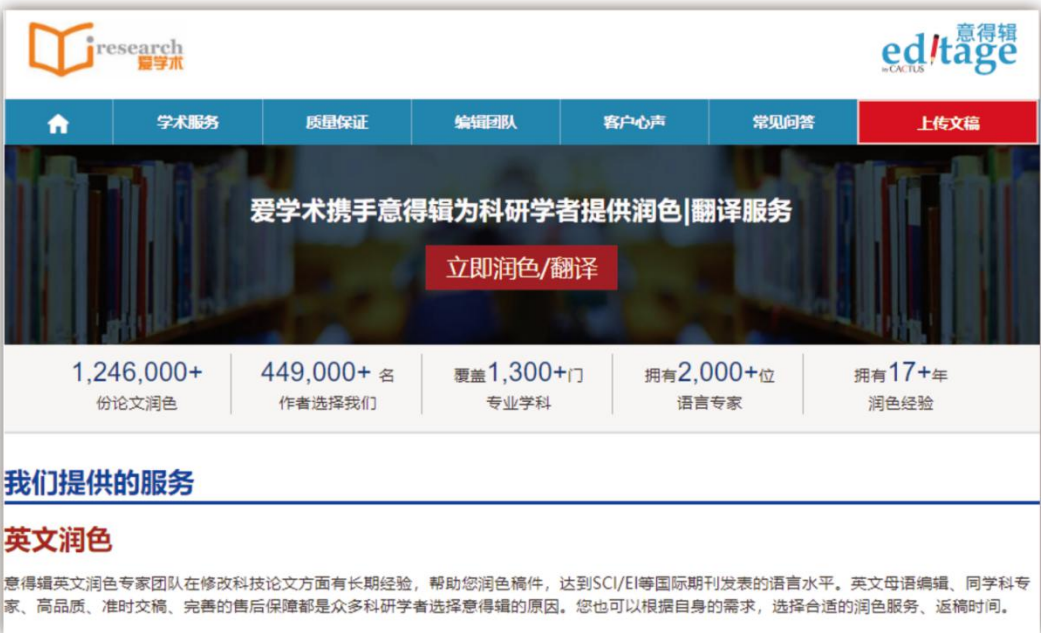 iresearch
爱学术
意得辑
editage
by CACTUS
学术服务 质量保证 编辑团队 客户心声 常见问答 上传文稿
爱学术携手意得辑为科研学者提供润色|翻译服务
立即润色/翻译
1,246,000+ 449,000+ 名 覆盖1,300+门 拥有2,000+位 拥有17+年
份论文润色 作者选择我们 专业学科 语言专家 润色经验
我们提供的服务
英文润色
意得辑英文润色专家团队在修改科技论文方面有长期经验，帮助您润色稿件，达到SCI/EI等国际期刊发表的语言水平。英文母语编辑、同学科专
家、高品质、准时交稿、完善的售后保障都是众多科研学者选择意得辑的原因。您也可以根据自身的需求，选择合适的润色服务、返稿时间。